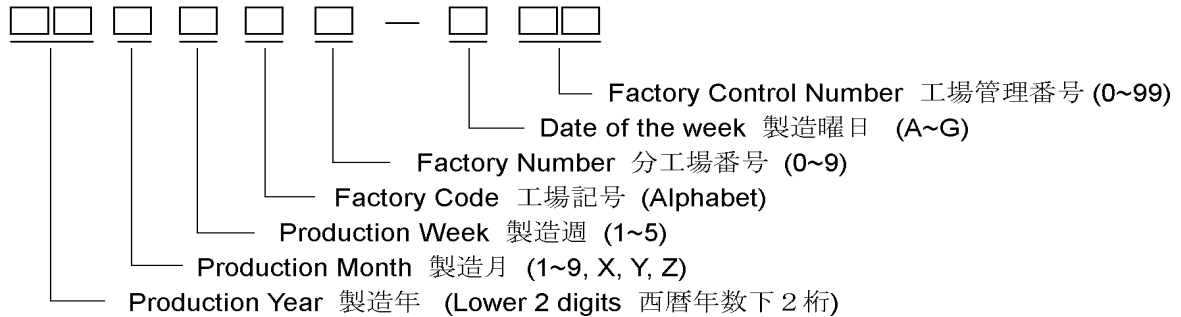 Factory Control Number 工場管理番号 (0~99)
Date of the week 製造曜日 (A~G)
Factory Number 分工場番号 (0~9)
Factory Code 工場記号 (Alphabet)
Production Week 製造週 (1~5)
Production Month 製造月 (1~9, X, Y, Z)
Production Year 製造年 (Lower 2 digits 西暦年数下２桁)